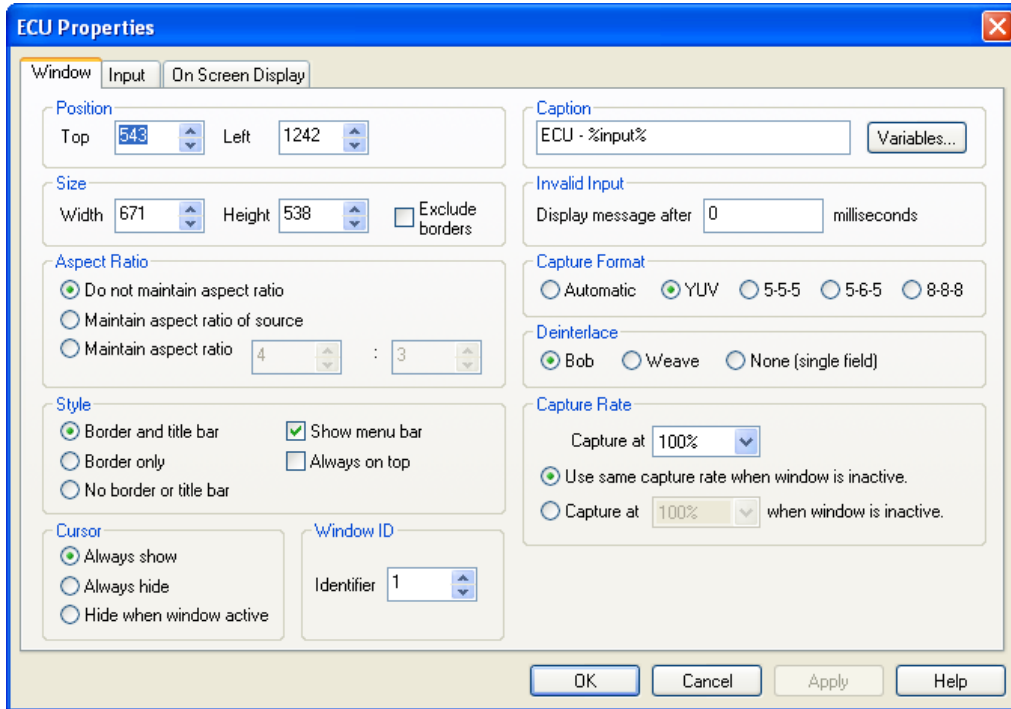 ECU Properties
Window Input On Screen Display
Position
Top 543 Left 1242
Size
Width 671 Height 538 Exclude borders
Aspect Ratio
Do not maintain aspect ratio
Maintain aspect ratio of source
Maintain aspect ratio 4 : 3
Style
Border and title bar Show menu bar
Border only Always on top
No border or title bar
Cursor
Always show
Always hide
Hide when window active
Window ID
Identifier 1
Caption
ECU - %input% Variables...
Invalid Input
Display message after 0 milliseconds
Capture Format
Automatic YUV 5-5-5 5-6-5 8-8-8
Deinterlace
Bob Weave None (single field)
Capture Rate
Capture at 100%
Use same capture rate when window is inactive.
Capture at 100% when window is inactive.
OK Cancel Apply Help